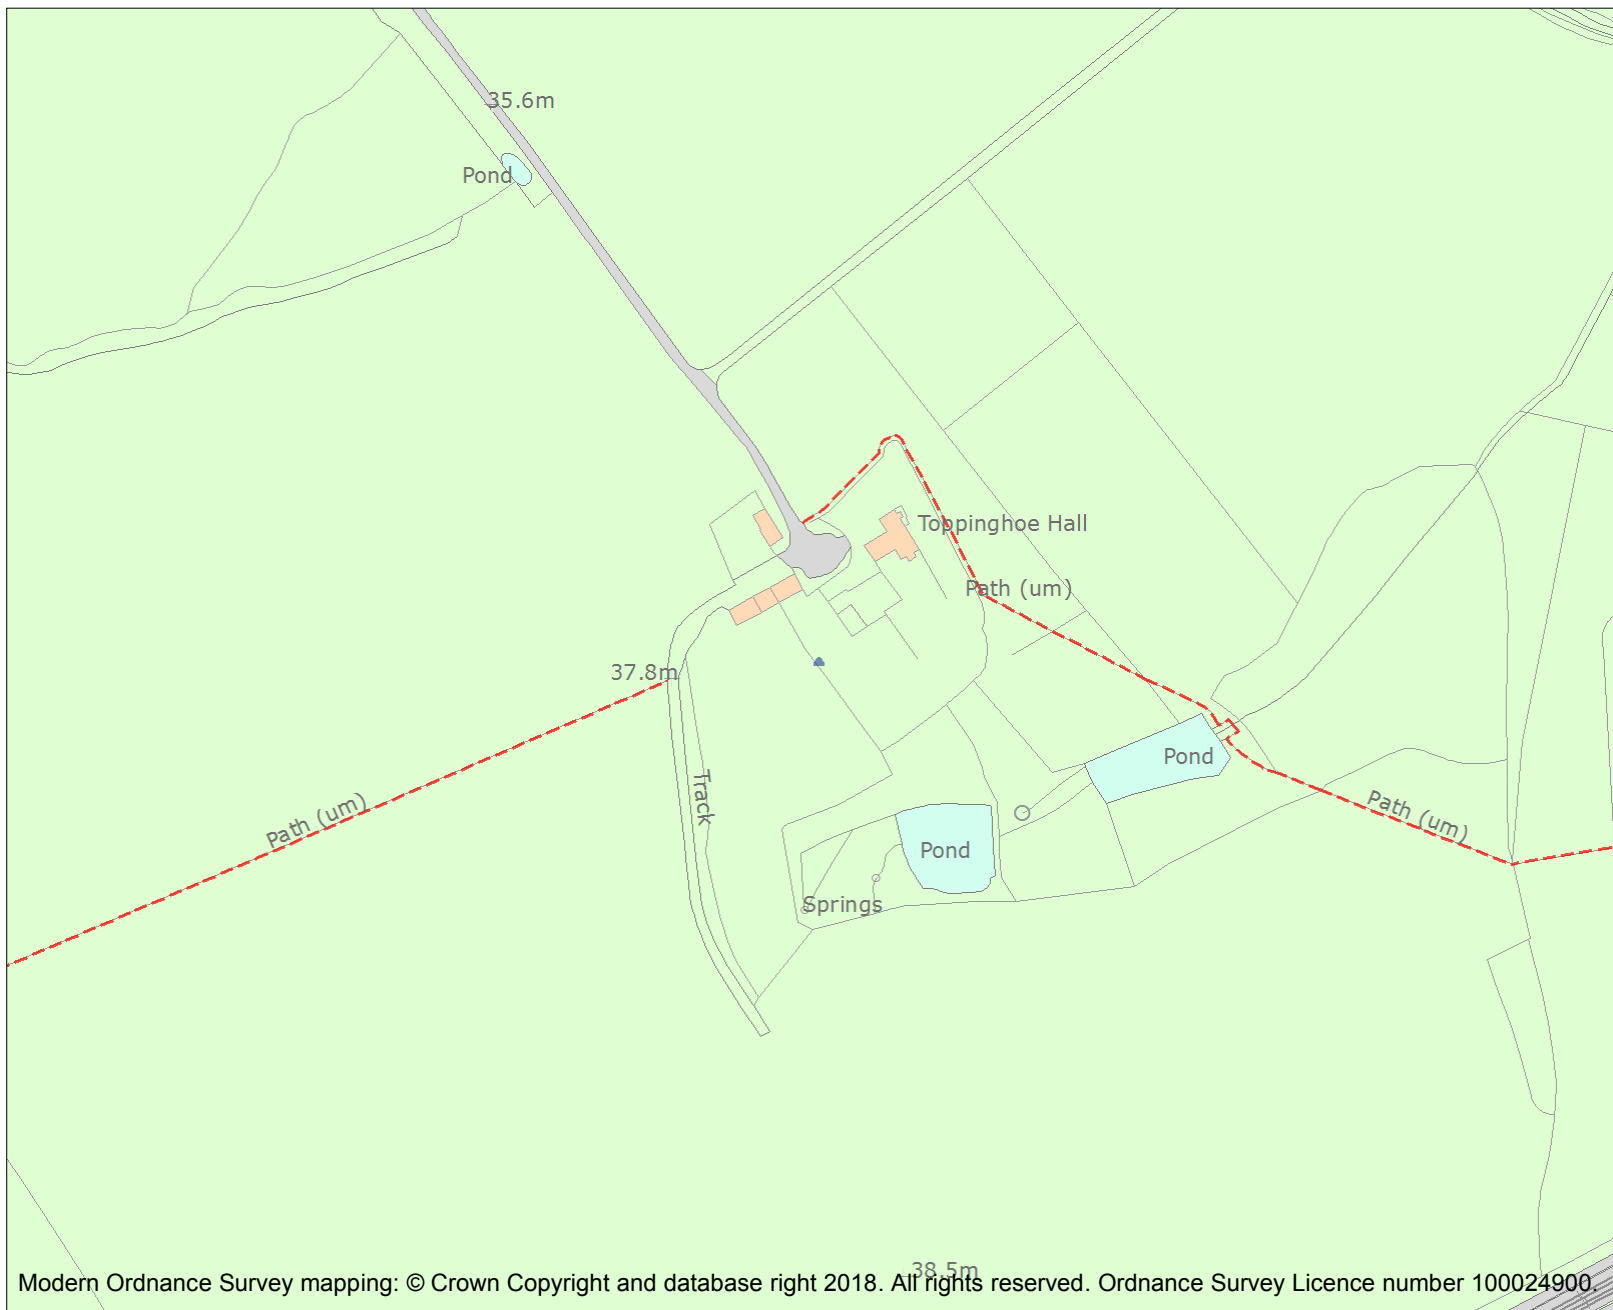 35.6m
Pond
Toppinghoe Hall
Path (um)
37.8m
Pond
Track
Path (um)
Path (um)
Pond
Springs
38.5m
Modern Ordnance Survey mapping: © Crown Copyright and database right 2018. All rights reserved. Ordnance Survey Licence number 100024900.